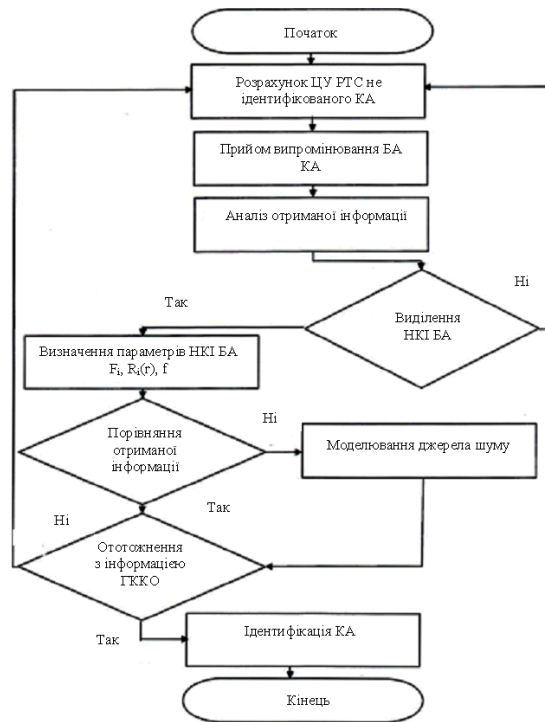 Початок
Розрахунок ЦУ РТС не
ідентифікованого КА
Прийом випромінювання БА
КА
Аналіз отриманої інформації
Ні
Так
Виділення
НКІ БА
Визначення параметрів НКІ БА
Fᵢ, Rᵢ(r), f
Ні
Порівняння
отриманої
інформації
Моделювання джерела шуму
Так
Ні
Ототожнення
з інформацією
ГККО
Так
Ідентифікація КА
Кінець